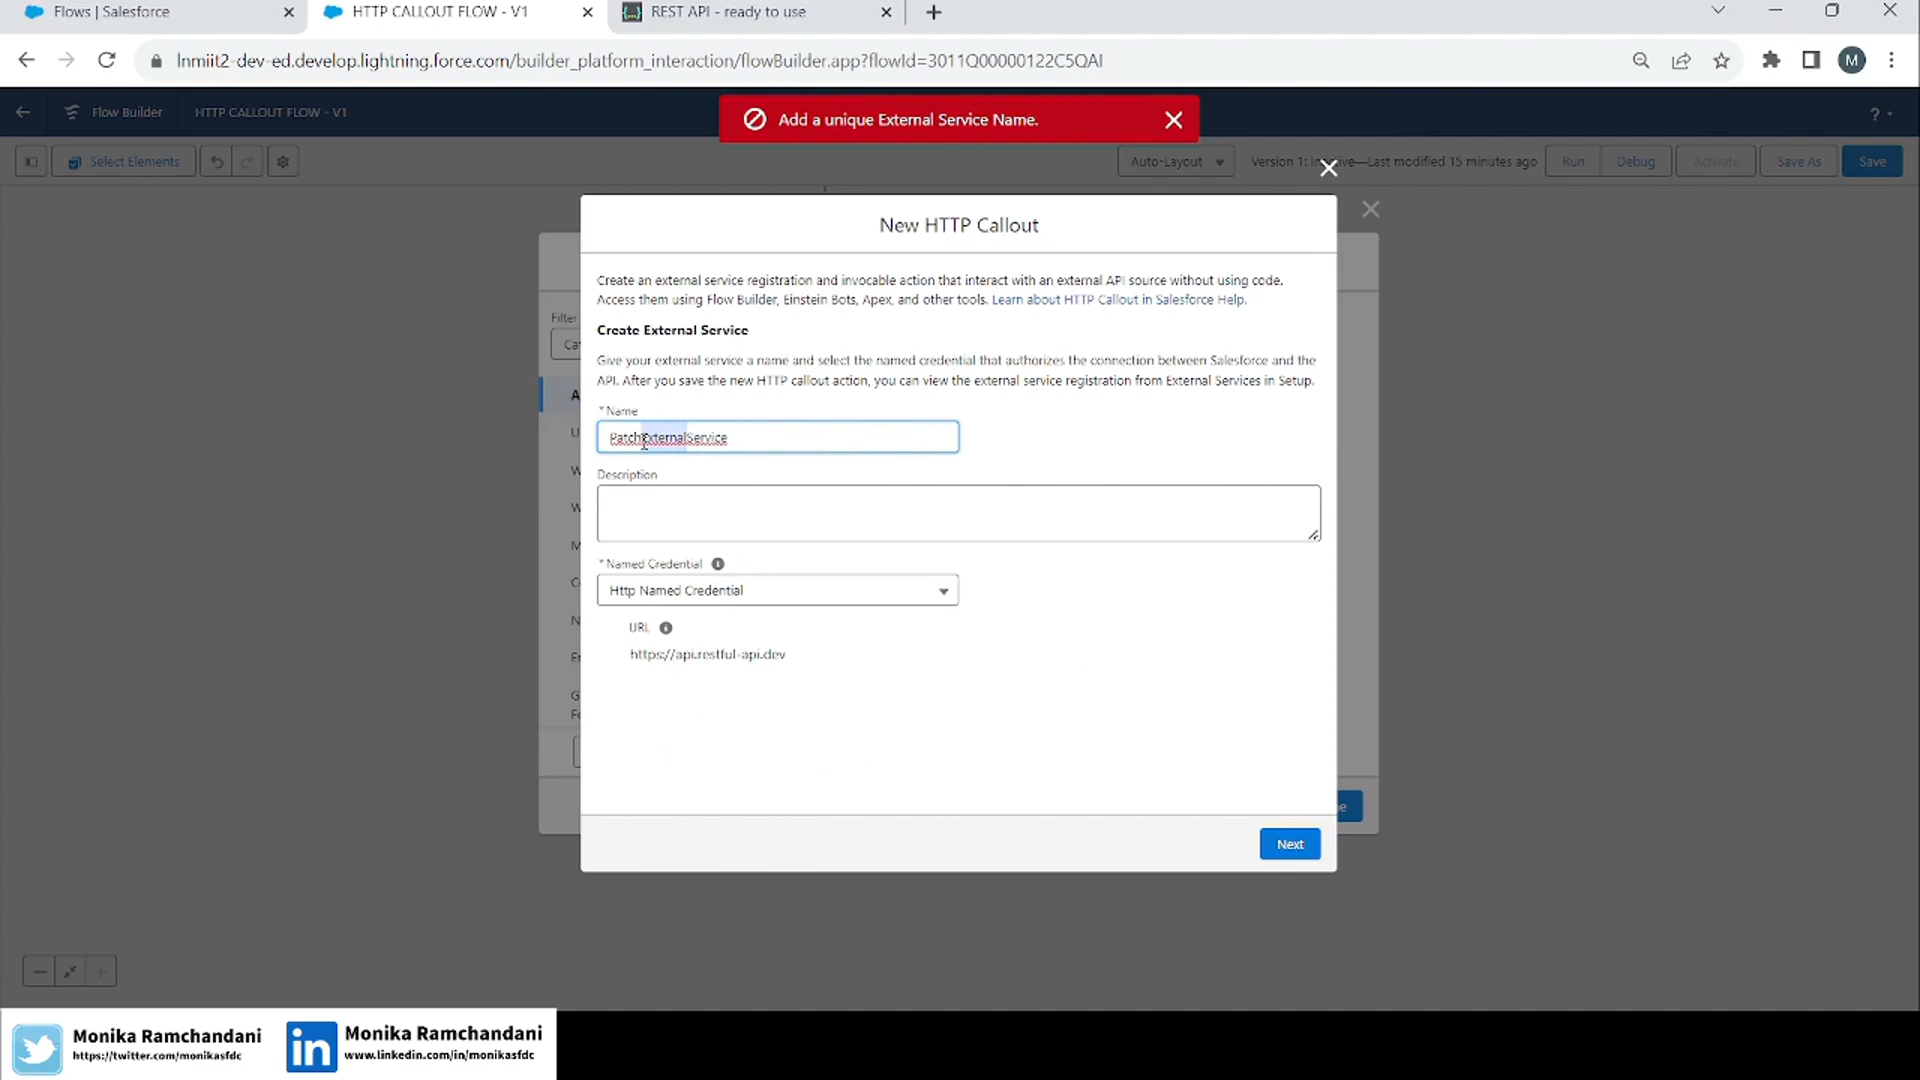 Flows | Salesforce
HTTP CALLOUT FLOW - V1
REST API - ready to use
lnmiit2-dev-ed.develop.lightning.force.com/builder_platform_interaction/flowBuilder.app?flowId=3011Q00000122C5QAI
M
Flow Builder
HTTP CALLOUT FLOW - V1
Add a unique External Service Name.
?
Select Elements
Auto-Layout
Version 1: In tive—Last modified 15 minutes ago
Run
Debug
Activate
Save As
Save
New HTTP Callout
Create an external service registration and invocable action that interact with an external API source without using code.
Access them using Flow Builder, Einstein Bots, Apex, and other tools. Learn about HTTP Callout in Salesforce Help.
Filter
Create External Service
Ca
Give your external service a name and select the named credential that authorizes the connection between Salesforce and the
API. After you save the new HTTP callout action, you can view the external service registration from External Services in Setup.
A
*Name
U
PatchExternalService
W
Description
W
M
*Named Credential
C
Http Named Credential
N
URL
https://api.restful-api.dev
G
Next
Monika Ramchandani
https://twitter.com/monikasfdc
in
Monika Ramchandani
www.linkedin.com/in/monikasfdc